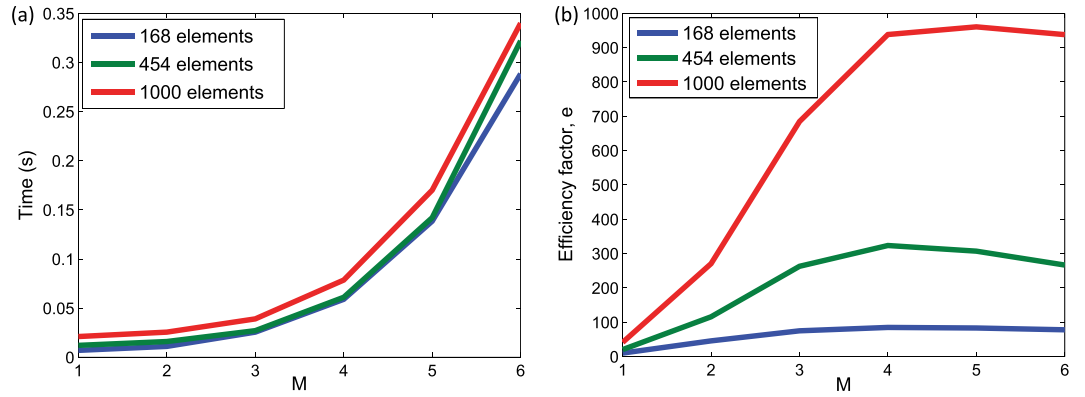 (a)
0.35
0.3
0.25
0.2
0.15
0.1
0.05
0
Time (s)
168 elements
454 elements
1000 elements
1 2 3 4 5 6
M
(b)
1000
900
800
700
600
500
400
300
200
100
0
Efficiency factor, e
168 elements
454 elements
1000 elements
1 2 3 4 5 6
M